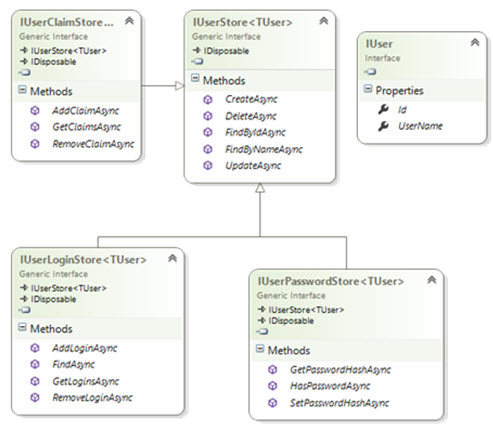 IUserClaimStore...
Generic Interface
IUserStore<TUser>
IDisposable
Methods
AddClaimAsync
GetClaimsAsync
RemoveClaimAsync
IUserStore<TUser>
Generic Interface
IDisposable
Methods
CreateAsync
DeleteAsync
FindByIdAsync
FindByNameAsync
UpdateAsync
IUser
Interface
Properties
Id
UserName
IUserLoginStore<TUser>
Generic Interface
IUserStore<TUser>
IDisposable
Methods
AddLoginAsync
FindAsync
GetLoginsAsync
RemoveLoginAsync
IUserPasswordStore<TUser>
Generic Interface
IUserStore<TUser>
IDisposable
Methods
GetPasswordHashAsync
HasPasswordAsync
SetPasswordHashAsync